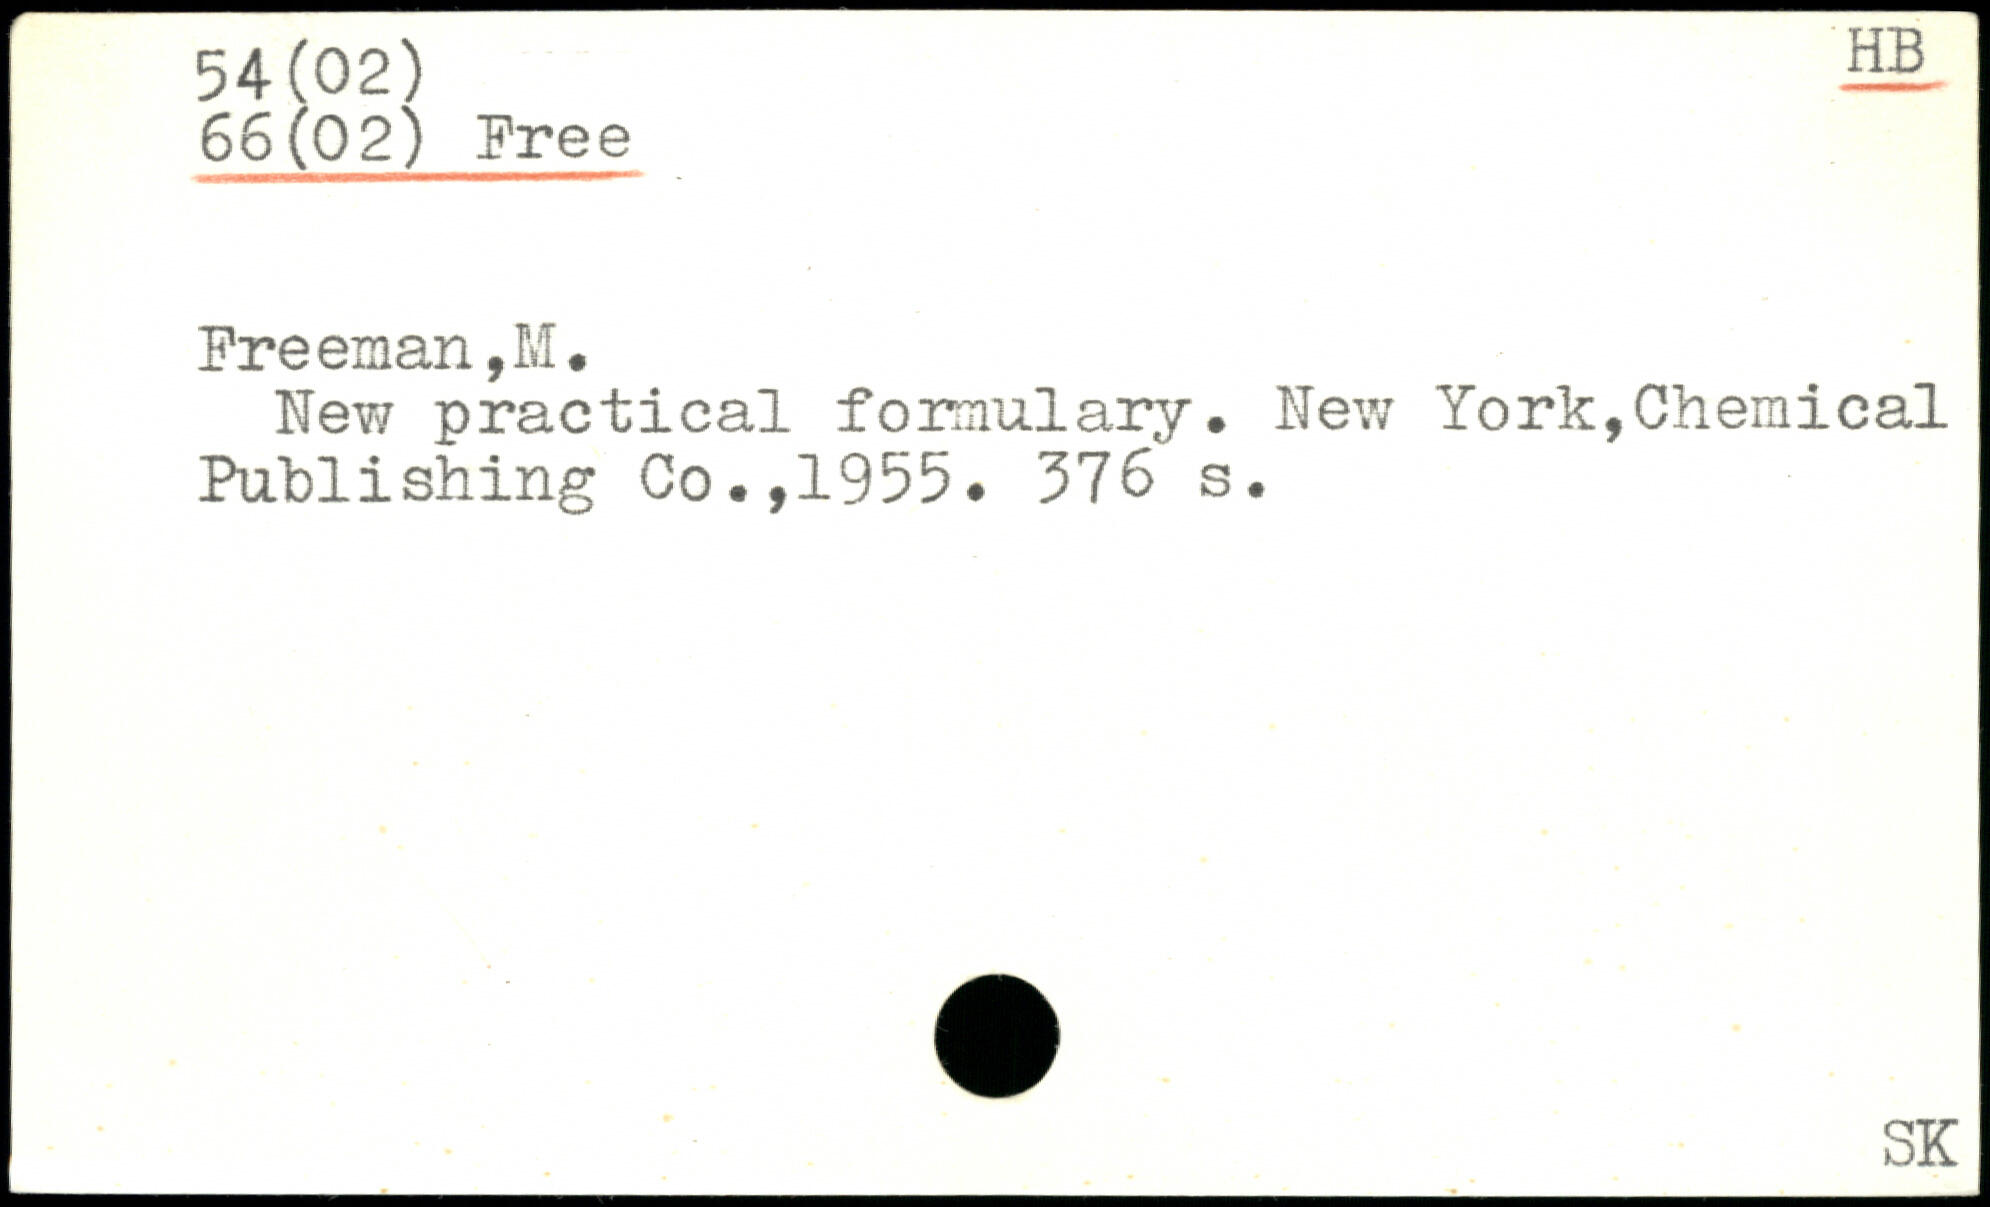 54(02)
66(02) Free
HB
Freeman,M.
New practical formulary. New York,Chemical
Publishing Co.,1955. 376 s.
SK